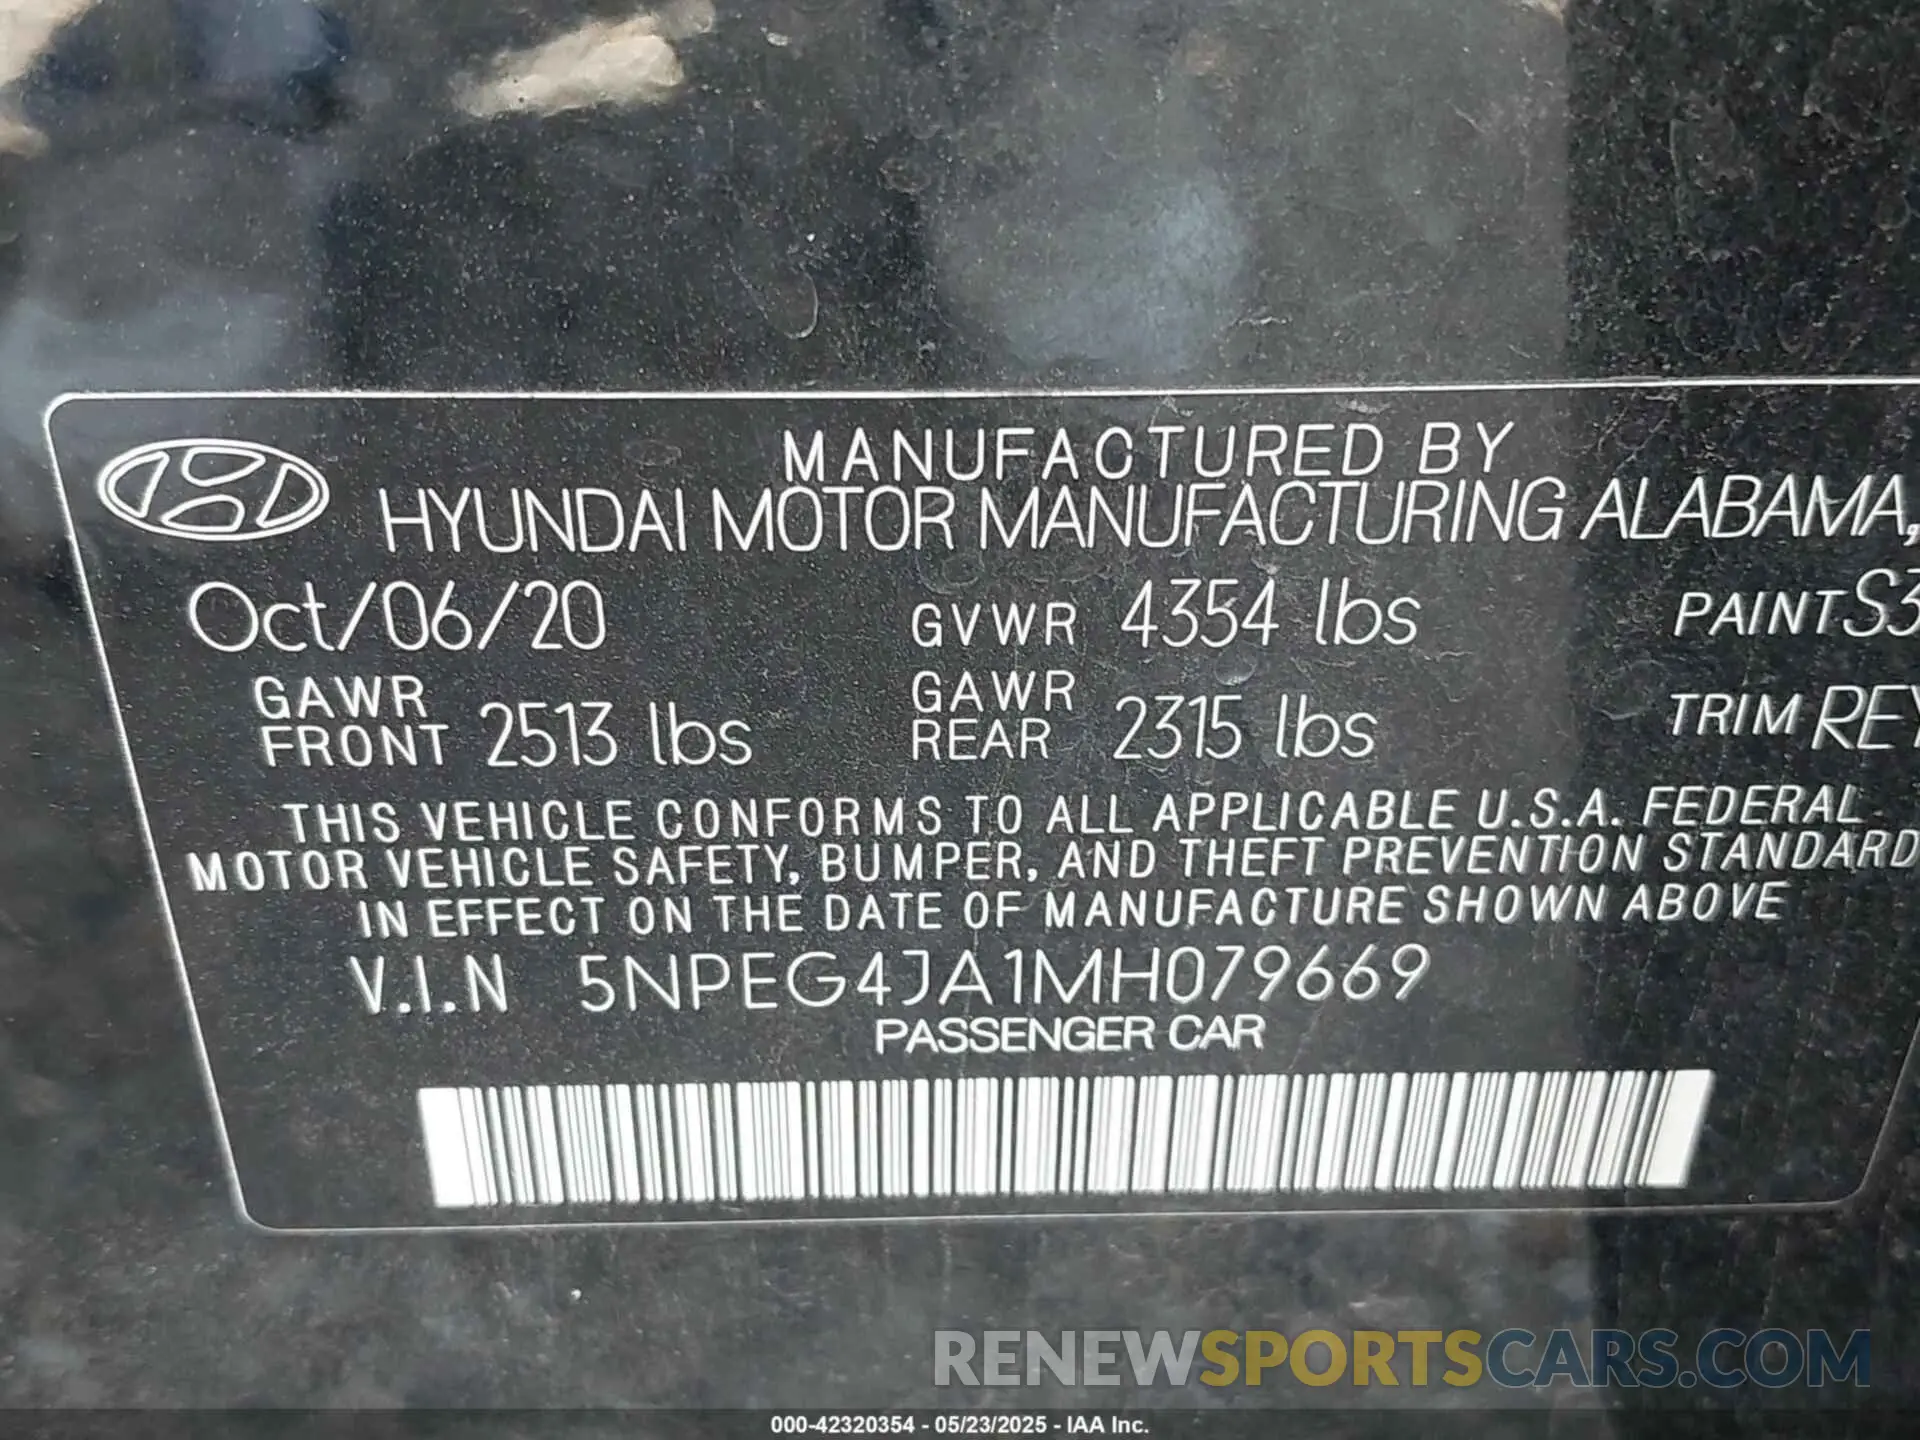 MANUFACTURED BY
HYUNDAI MOTOR MANUFACTURING ALABAMA,
Oct/06/20 GVWR 4354 lbs PAINT S3
GAWR FRONT 2513 lbs GAWR REAR 2315 lbs TRIM REY
THIS VEHICLE CONFORMS TO ALL APPLICABLE U.S.A. FEDERAL
MOTOR VEHICLE SAFETY, BUMPER, AND THEFT PREVENTION STANDARD
IN EFFECT ON THE DATE OF MANUFACTURE SHOWN ABOVE
V.I.N 5NPEG4JA1MH079669
PASSENGER CAR
RENEWSPORTSCARS.COM
000-42320354 - 05/23/2025 - IAA Inc.